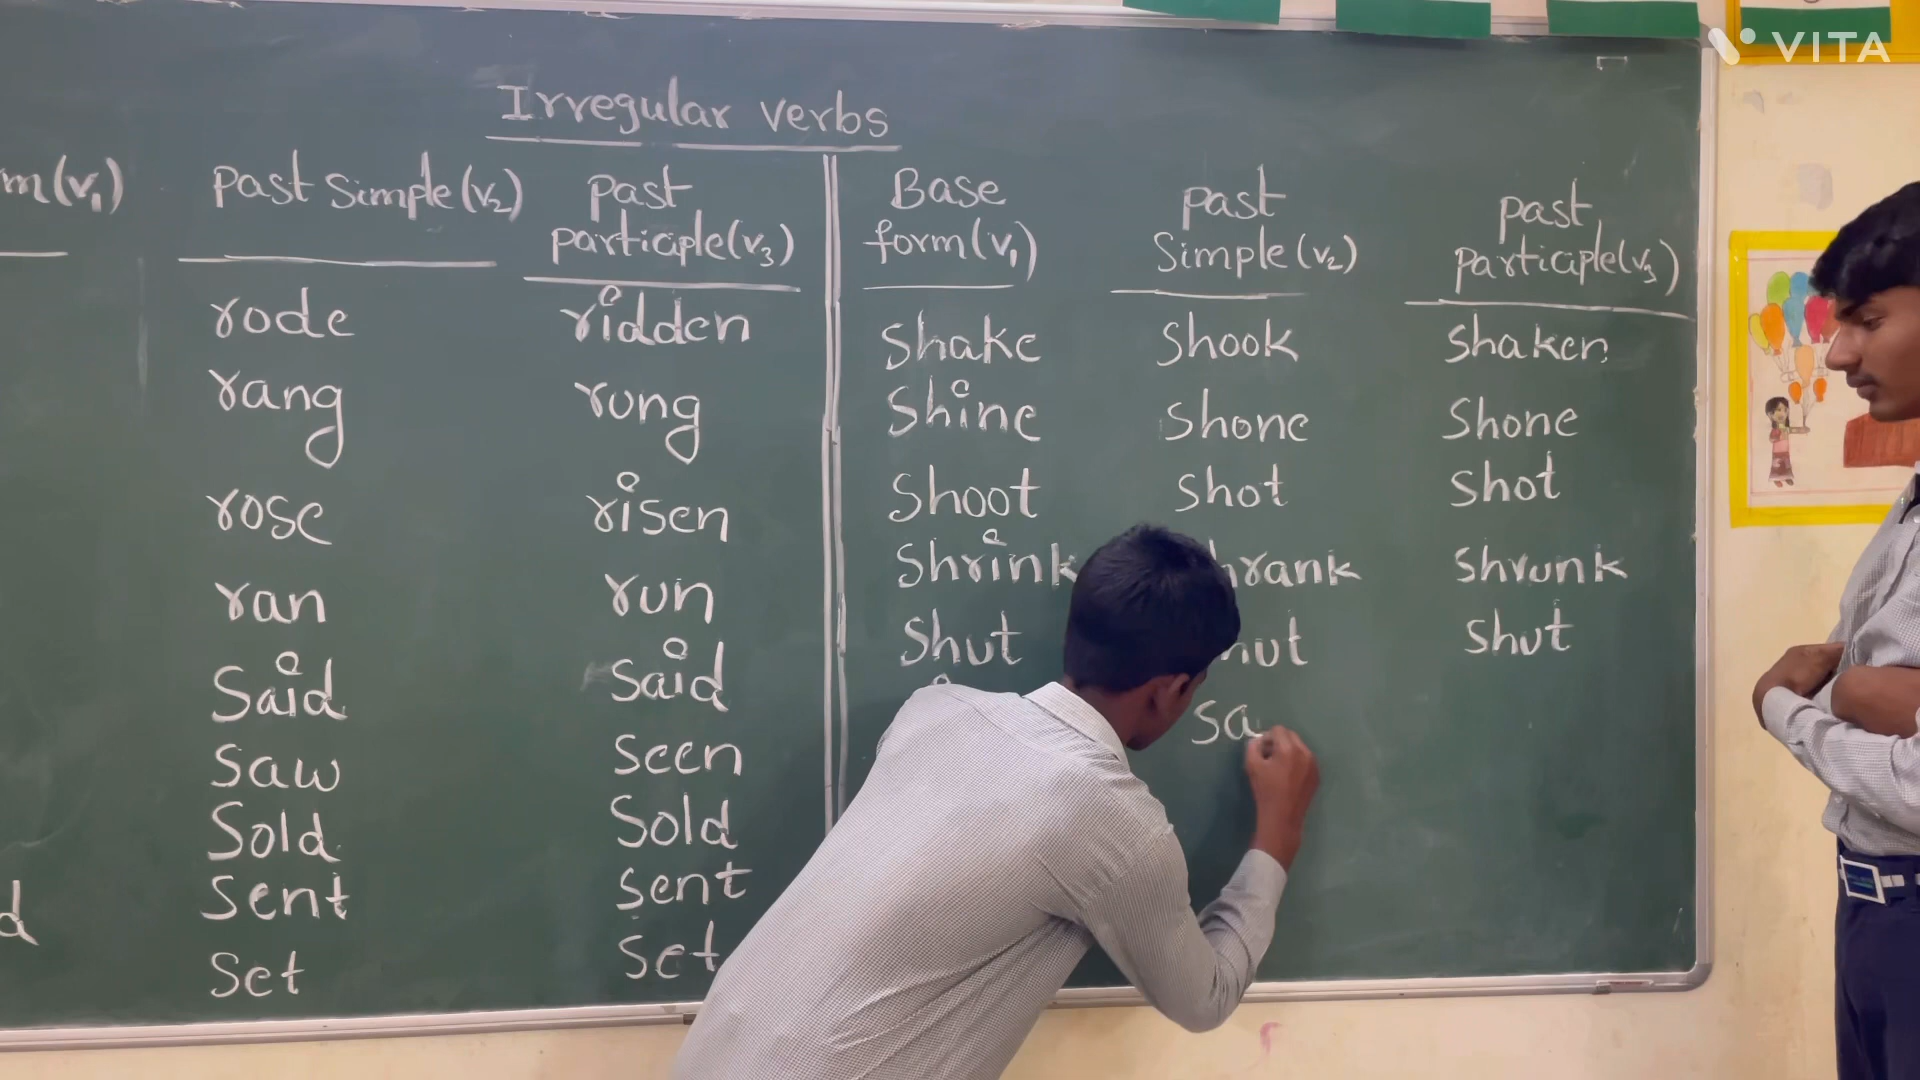 VITA
Irregular verbs
m(v1) past simple(v2) past participle(v3)
rode ridden
rang rung
rose risen
ran run
Said Said
Saw Seen
Sold Sold
d Sent Sent
Set Set
Base form(v1) past Simple(v2) past participle(v3)
Shake Shook Shaken
Shine Shone Shone
Shoot Shot Shot
Shrink hrank Shrunk
Shut hut Shut
Sa